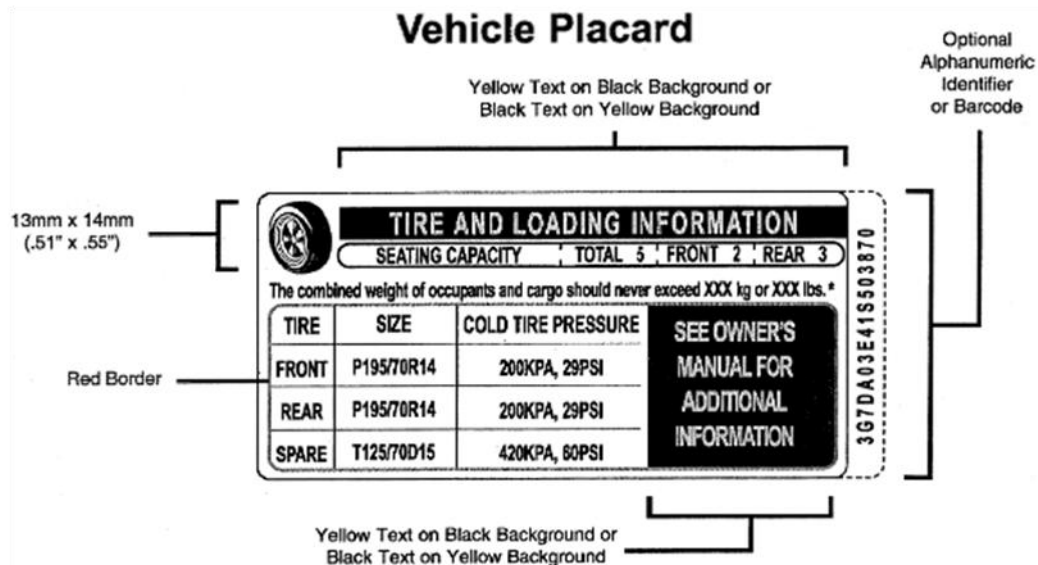 Vehicle Placard
Optional
Alphanumeric
Identifier
or Barcode
Yellow Text on Black Background or
Black Text on Yellow Background
13mm x 14mm
(.51" x .55")
TIRE AND LOADING INFORMATION
SEATING CAPACITY TOTAL 5 FRONT 2 REAR 3
The combined weight of occupants and cargo should never exceed XXX kg or XXX lbs.*
TIRE SIZE COLD TIRE PRESSURE
FRONT P195/70R14 200KPA, 29PSI
REAR P195/70R14 200KPA, 29PSI
SPARE T125/70D15 420KPA, 60PSI
SEE OWNER'S
MANUAL FOR
ADDITIONAL
INFORMATION
3G7DA03E41S503870
Red Border
Yellow Text on Black Background or
Black Text on Yellow Background